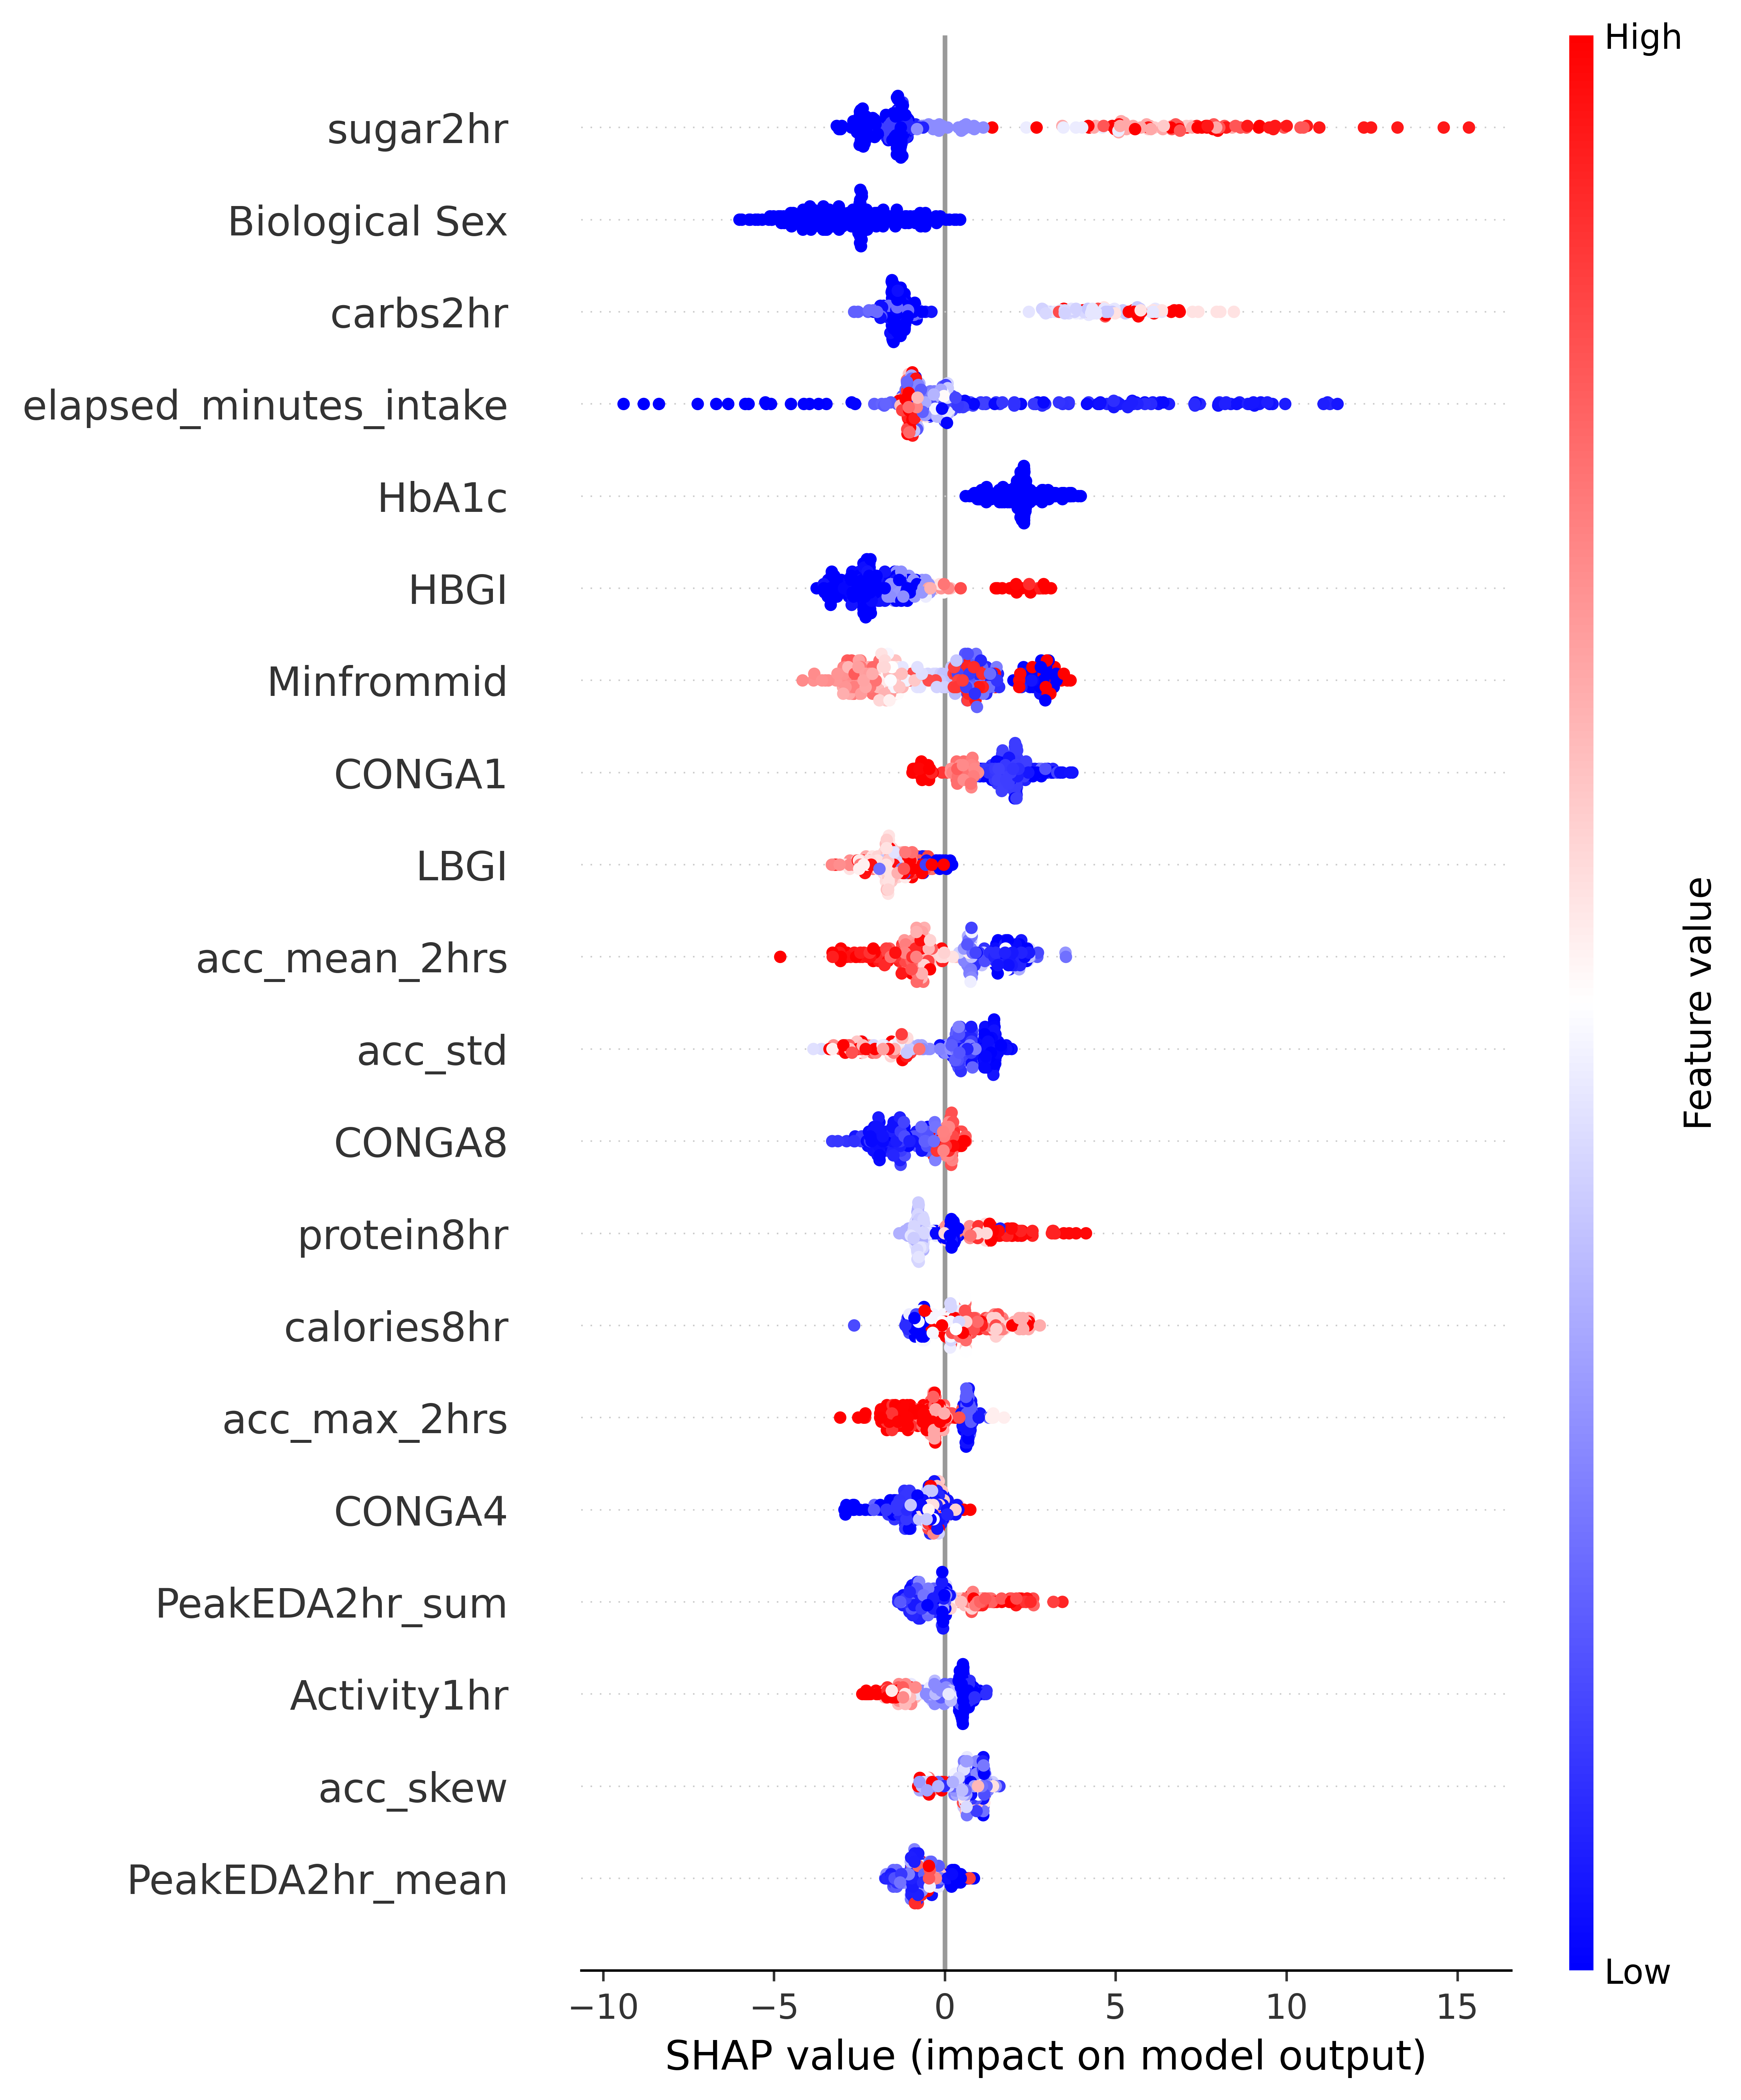 High
sugar2hr
Biological Sex
carbs2hr
elapsed_minutes_intake
HbA1c
HBGI
Minfrommid
CONGA1
LBGI
acc_mean_2hrs
acc_std
CONGA8
protein8hr
calories8hr
acc_max_2hrs
CONGA4
PeakEDA2hr_sum
Activity1hr
acc_skew
PeakEDA2hr_mean
Feature value
Low
−10 −5 0 5 10 15
SHAP value (impact on model output)